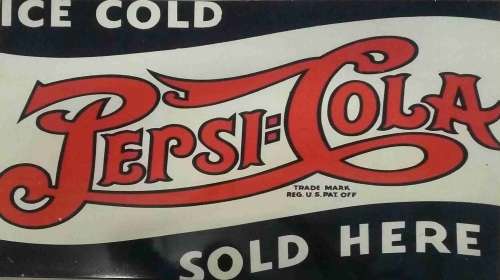 ICE COLD
PEPSI=COLA
TRADE MARK
REG. U.S. PAT. OFF
SOLD HERE